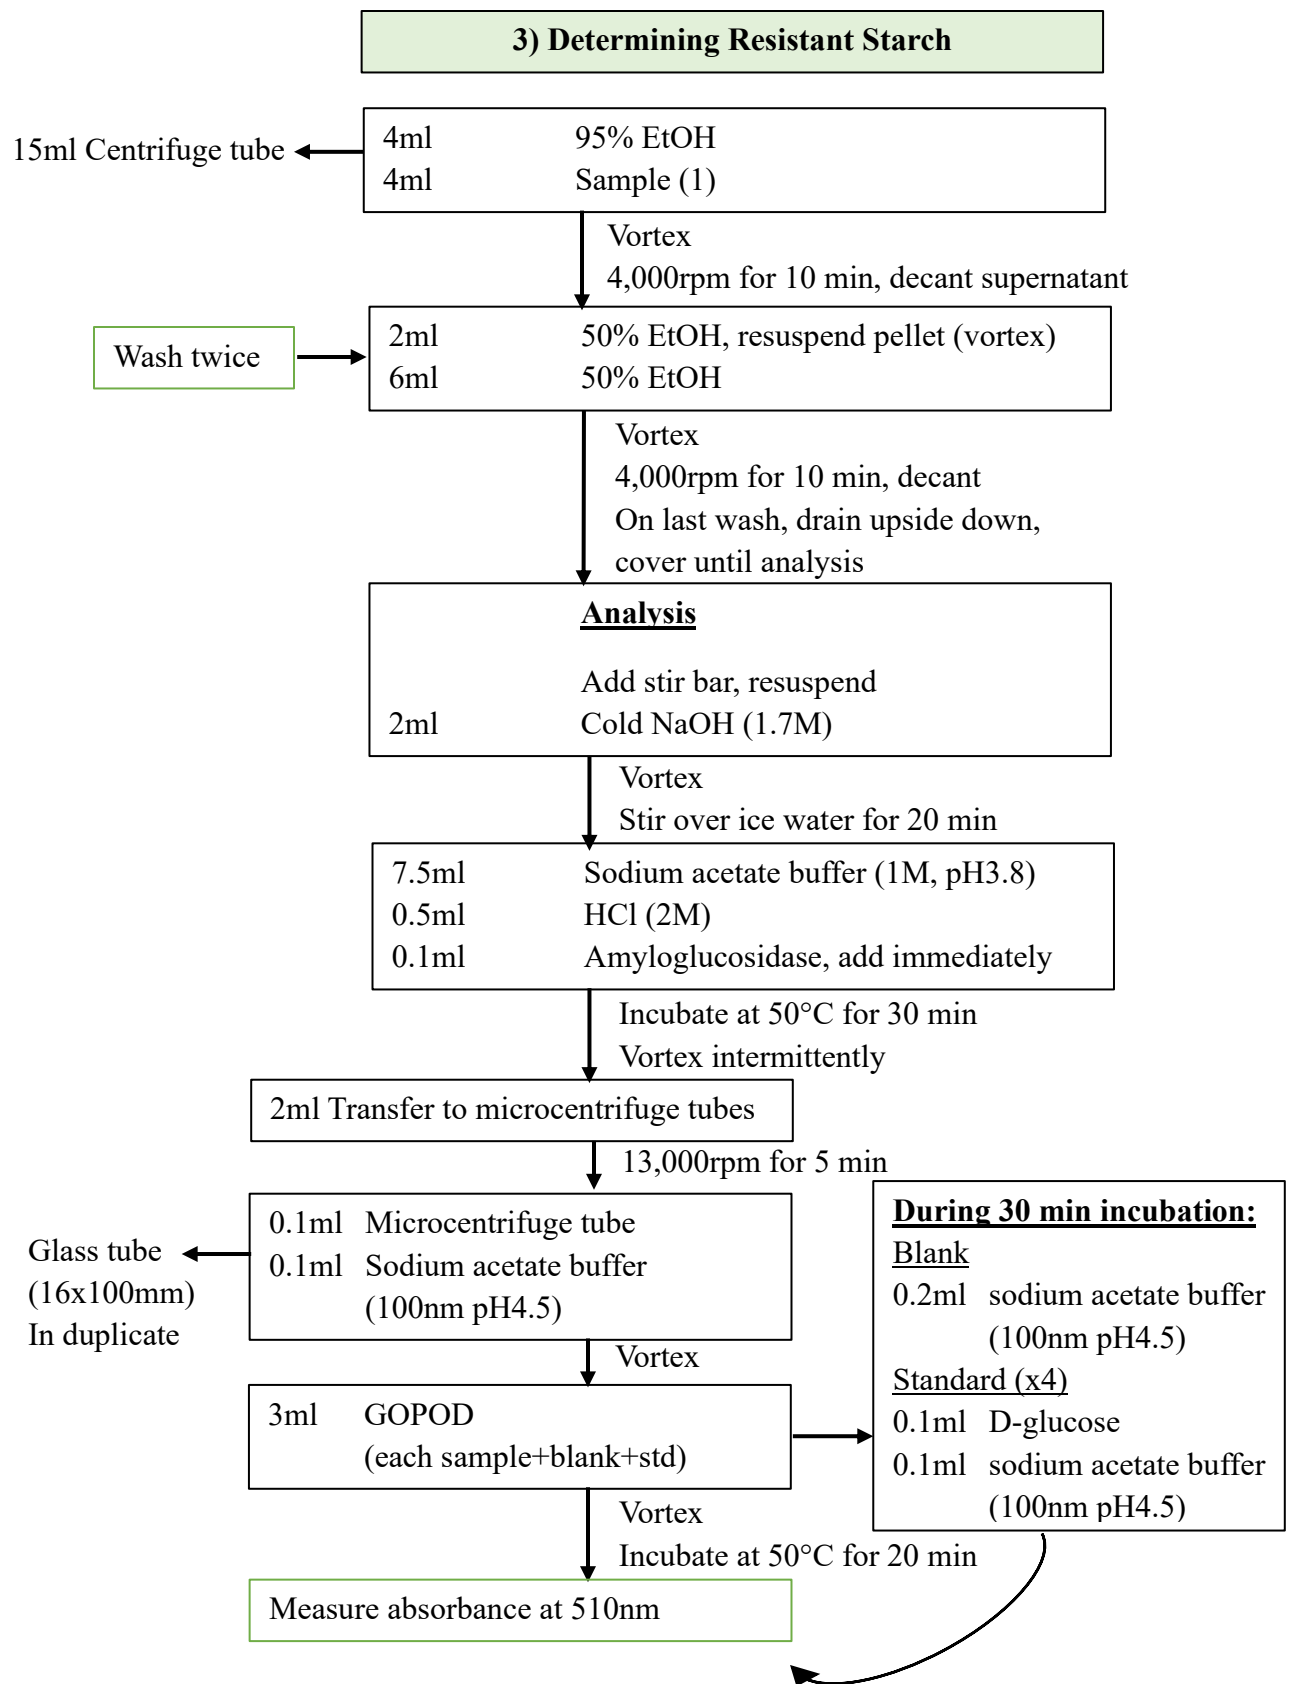 3) Determining Resistant Starch
15ml Centrifuge tube
4ml 95% EtOH
4ml Sample (1)
Vortex
4,000rpm for 10 min, decant supernatant
Wash twice
2ml 50% EtOH, resuspend pellet (vortex)
6ml 50% EtOH
Vortex
4,000rpm for 10 min, decant
On last wash, drain upside down,
cover until analysis
Analysis
Add stir bar, resuspend
2ml Cold NaOH (1.7M)
Vortex
Stir over ice water for 20 min
7.5ml Sodium acetate buffer (1M, pH3.8)
0.5ml HCl (2M)
0.1ml Amyloglucosidase, add immediately
Incubate at 50°C for 30 min
Vortex intermittently
2ml Transfer to microcentrifuge tubes
13,000rpm for 5 min
Glass tube
(16x100mm)
In duplicate
0.1ml Microcentrifuge tube
0.1ml Sodium acetate buffer
(100nm pH4.5)
Vortex
3ml GOPOD
(each sample+blank+std)
During 30 min incubation:
Blank
0.2ml sodium acetate buffer
(100nm pH4.5)
Standard (x4)
0.1ml D-glucose
0.1ml sodium acetate buffer
(100nm pH4.5)
Vortex
Incubate at 50°C for 20 min
Measure absorbance at 510nm